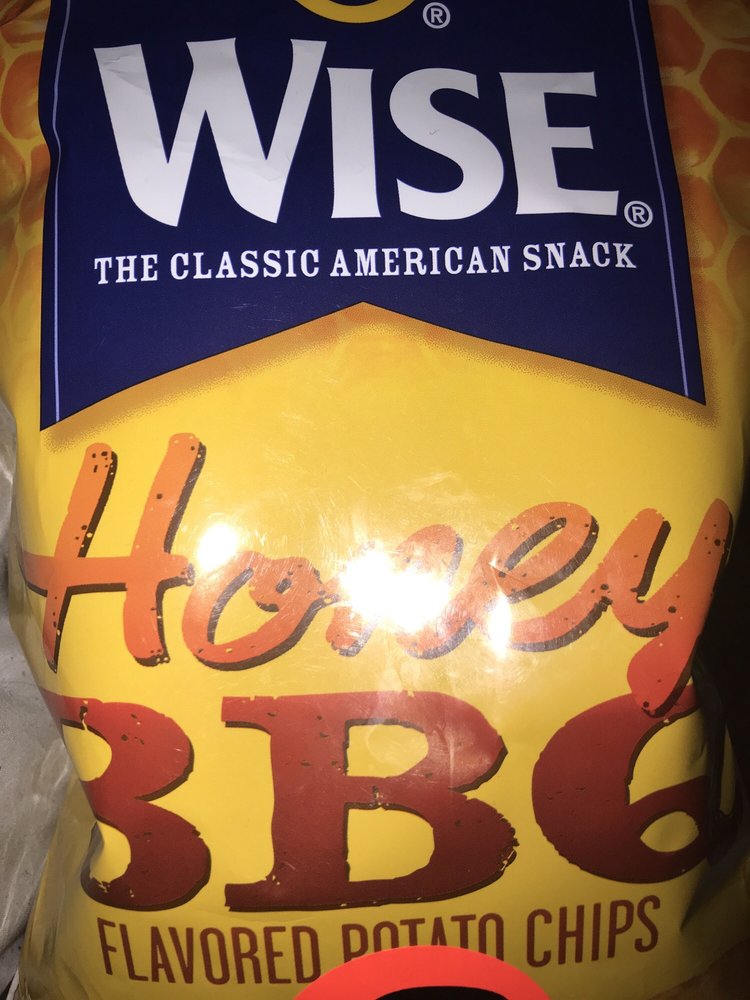 ®
WISE®
THE CLASSIC AMERICAN SNACK
Honey
BBQ
FLAVORED POTATO CHIPS